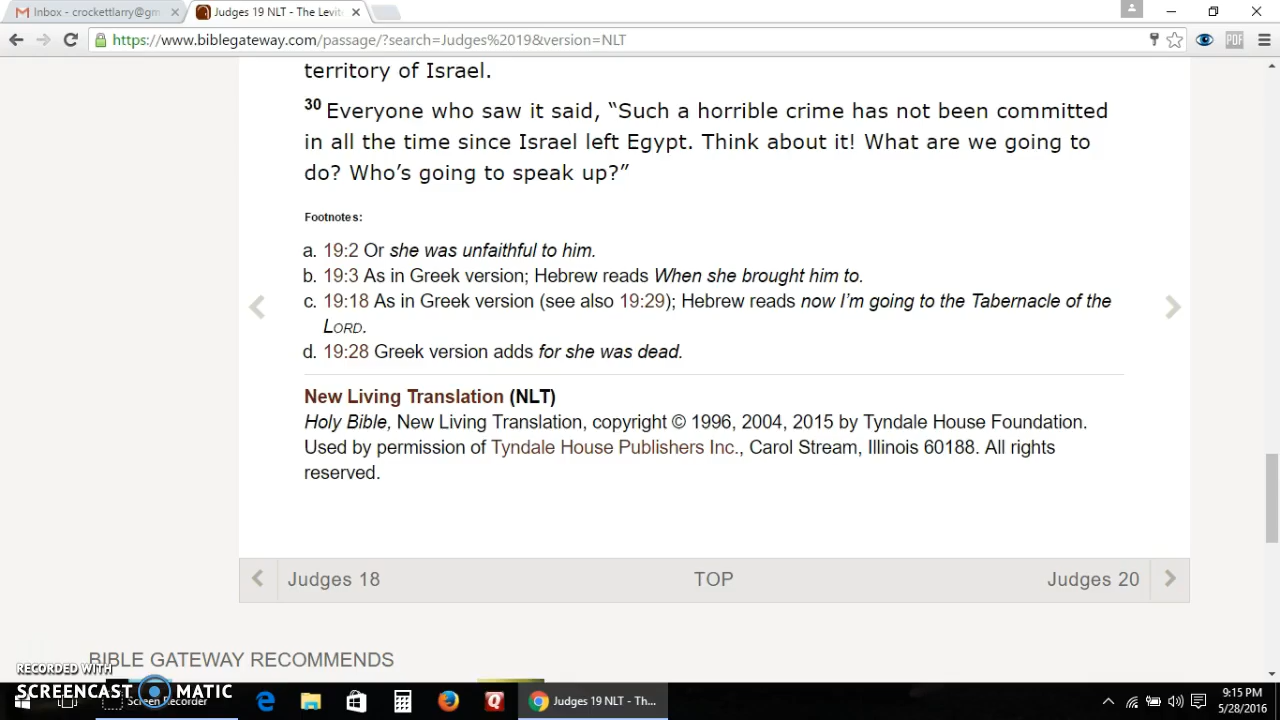 Inbox - crockettlarry@gm
Judges 19 NLT - The Levit
https://www.biblegateway.com/passage/?search=Judges%2019&version=NLT
PDF
territory of Israel.
30 Everyone who saw it said, “Such a horrible crime has not been committed
in all the time since Israel left Egypt. Think about it! What are we going to
do? Who’s going to speak up?”
Footnotes:
a. 19:2 Or she was unfaithful to him.
b. 19:3 As in Greek version; Hebrew reads When she brought him to.
c. 19:18 As in Greek version (see also 19:29); Hebrew reads now I’m going to the Tabernacle of the
LORD.
d. 19:28 Greek version adds for she was dead.
New Living Translation (NLT)
Holy Bible, New Living Translation, copyright © 1996, 2004, 2015 by Tyndale House Foundation.
Used by permission of Tyndale House Publishers Inc., Carol Stream, Illinois 60188. All rights
reserved.
Judges 18
TOP
Judges 20
BIBLE GATEWAY RECOMMENDS
RECORDED WITH
SCREENCAST MATIC
Screen Recorder
Judges 19 NLT - Th...
9:15 PM
5/28/2016